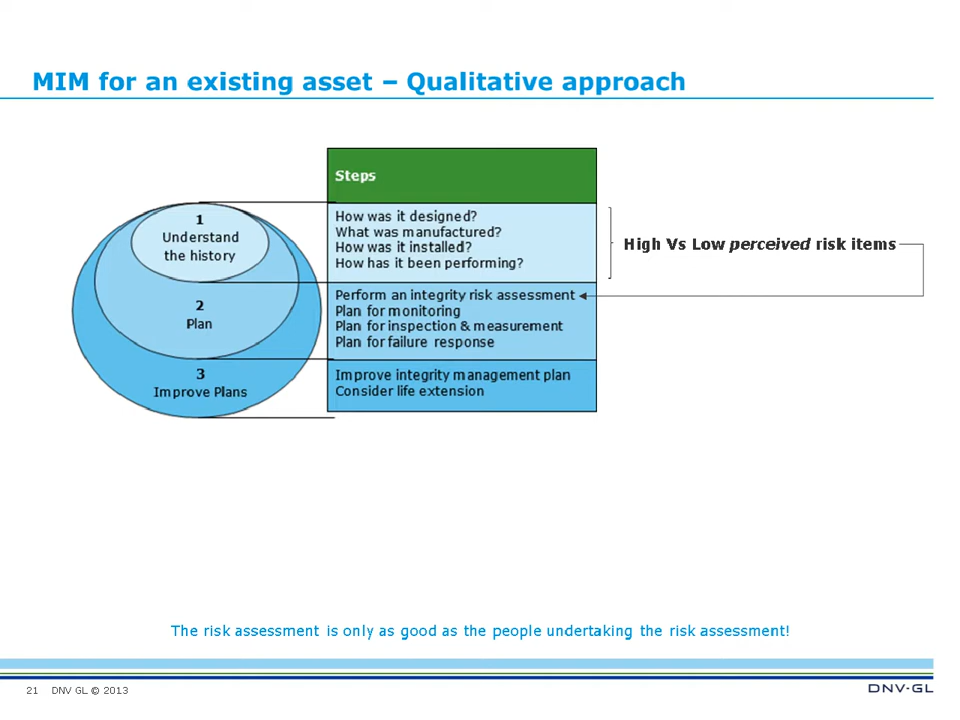 MIM for an existing asset – Qualitative approach
Steps
1
Understand
the history
How was it designed?
What was manufactured?
How was it installed?
How has it been performing?
High Vs Low perceived risk items
2
Plan
Perform an integrity risk assessment
Plan for monitoring
Plan for inspection & measurement
Plan for failure response
3
Improve Plans
Improve integrity management plan
Consider life extension
The risk assessment is only as good as the people undertaking the risk assessment!
21 DNV GL © 2013
DNV·GL